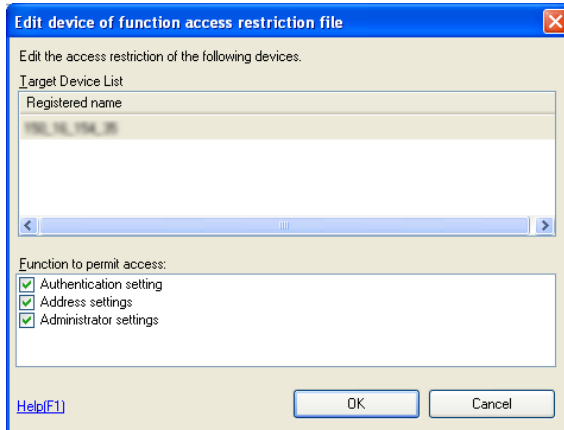 Edit device of function access restriction file
Edit the access restriction of the following devices.
Target Device List
Registered name
Function to permit access:
Authentication setting
Address settings
Administrator settings
Help(F1)
OK
Cancel